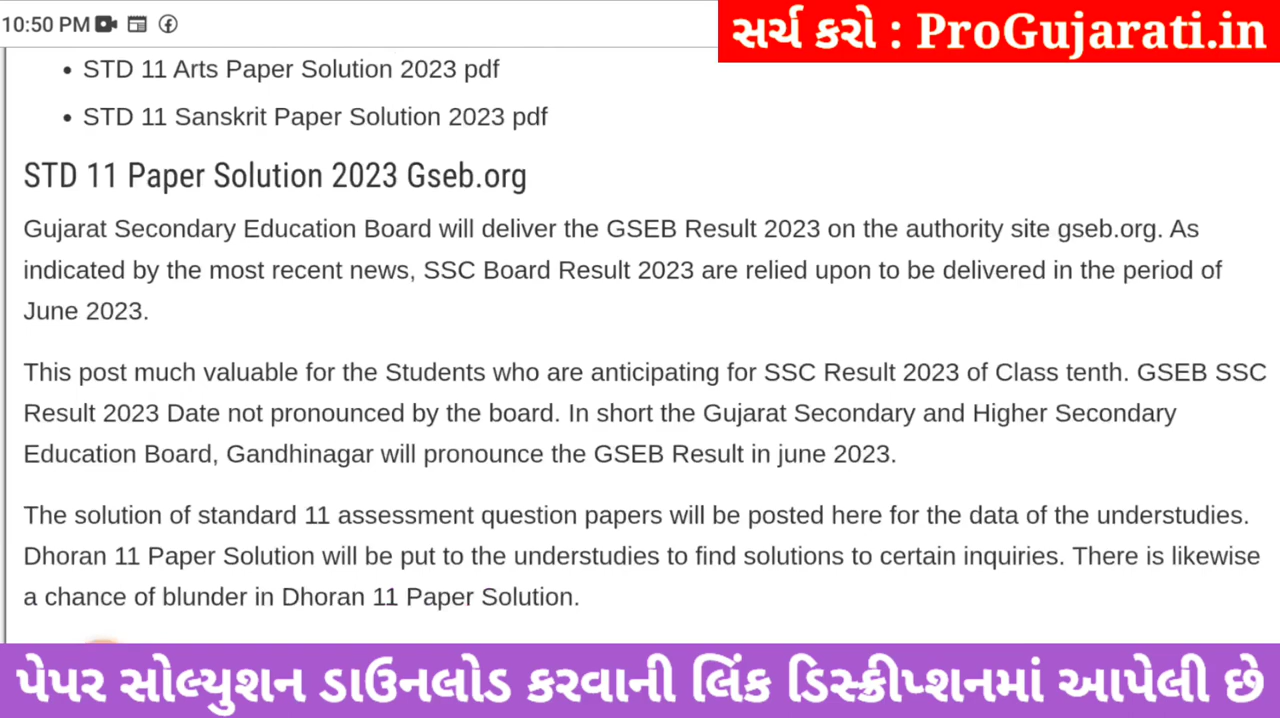 10:50 PM
સર્ચ કરો : ProGujarati.in
• STD 11 Arts Paper Solution 2023 pdf
• STD 11 Sanskrit Paper Solution 2023 pdf
STD 11 Paper Solution 2023 Gseb.org
Gujarat Secondary Education Board will deliver the GSEB Result 2023 on the authority site gseb.org. As
indicated by the most recent news, SSC Board Result 2023 are relied upon to be delivered in the period of
June 2023.
This post much valuable for the Students who are anticipating for SSC Result 2023 of Class tenth. GSEB SSC
Result 2023 Date not pronounced by the board. In short the Gujarat Secondary and Higher Secondary
Education Board, Gandhinagar will pronounce the GSEB Result in june 2023.
The solution of standard 11 assessment question papers will be posted here for the data of the understudies.
Dhoran 11 Paper Solution will be put to the understudies to find solutions to certain inquiries. There is likewise
a chance of blunder in Dhoran 11 Paper Solution.
પેપર સોલ્યુશન ડાઉનલોડ કરવાની લિંક ડિસ્ક્રીપ્શનમાં આપેલી છે